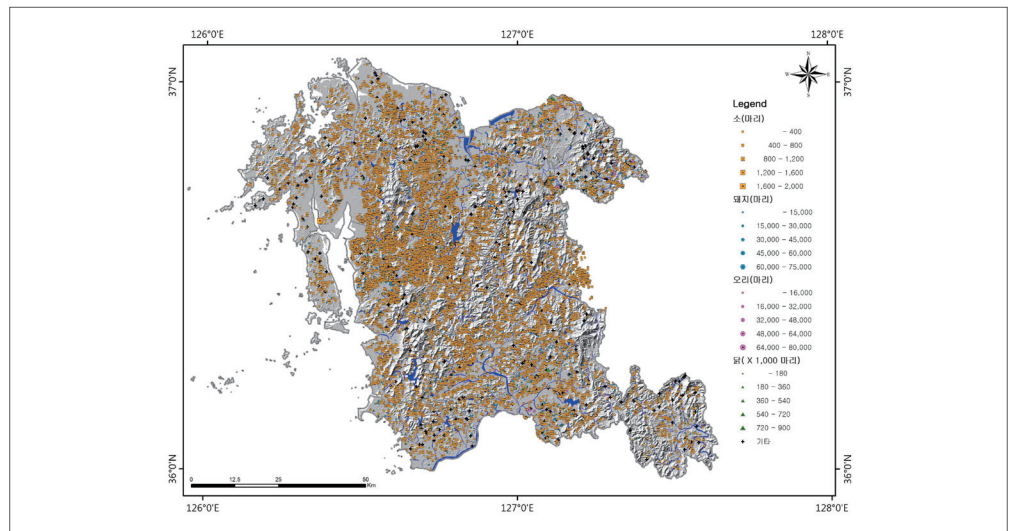 126°0'E 127°0'E 128°0'E
37°0'N 37°0'N
N
W E
S
Legend
소(마리)
- 400
400 - 800
800 - 1,200
1,200 - 1,600
1,600 - 2,000
돼지(마리)
- 15,000
15,000 - 30,000
30,000 - 45,000
45,000 - 60,000
60,000 - 75,000
오리(마리)
- 16,000
16,000 - 32,000
32,000 - 48,000
48,000 - 64,000
64,000 - 80,000
닭( X 1,000 마리)
- 180
180 - 360
360 - 540
540 - 720
720 - 900
기타
36°0'N 36°0'N
0 12.5 25 50
Km
126°0'E 127°0'E 128°0'E